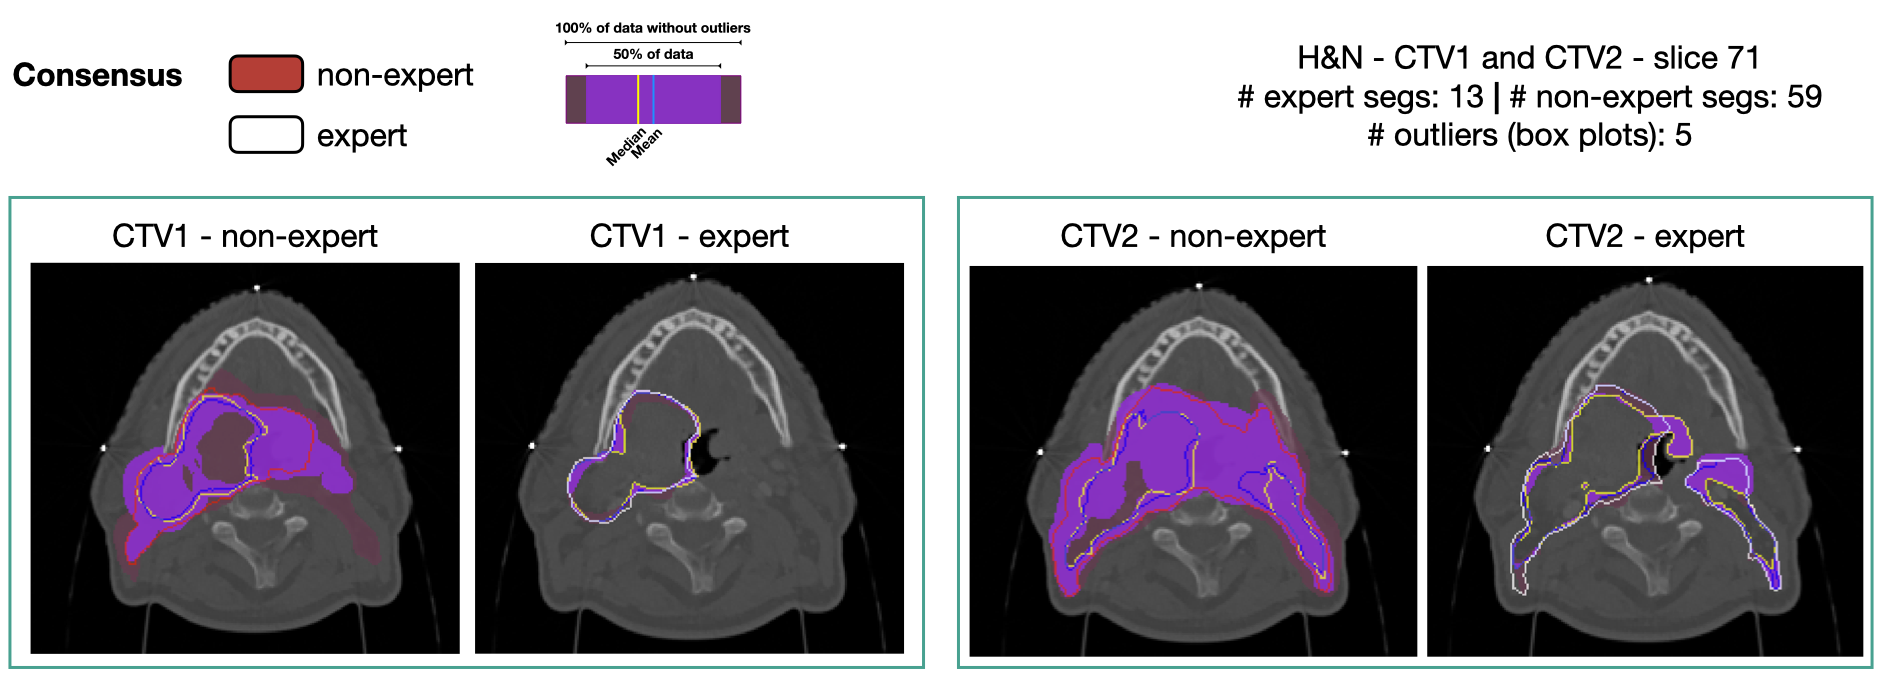 Consensus
non-expert
expert
100% of data without outliers
50% of data
Median
Mean
H&N - CTV1 and CTV2 - slice 71
# expert segs: 13 | # non-expert segs: 59
# outliers (box plots): 5
CTV1 - non-expert
CTV1 - expert
CTV2 - non-expert
CTV2 - expert